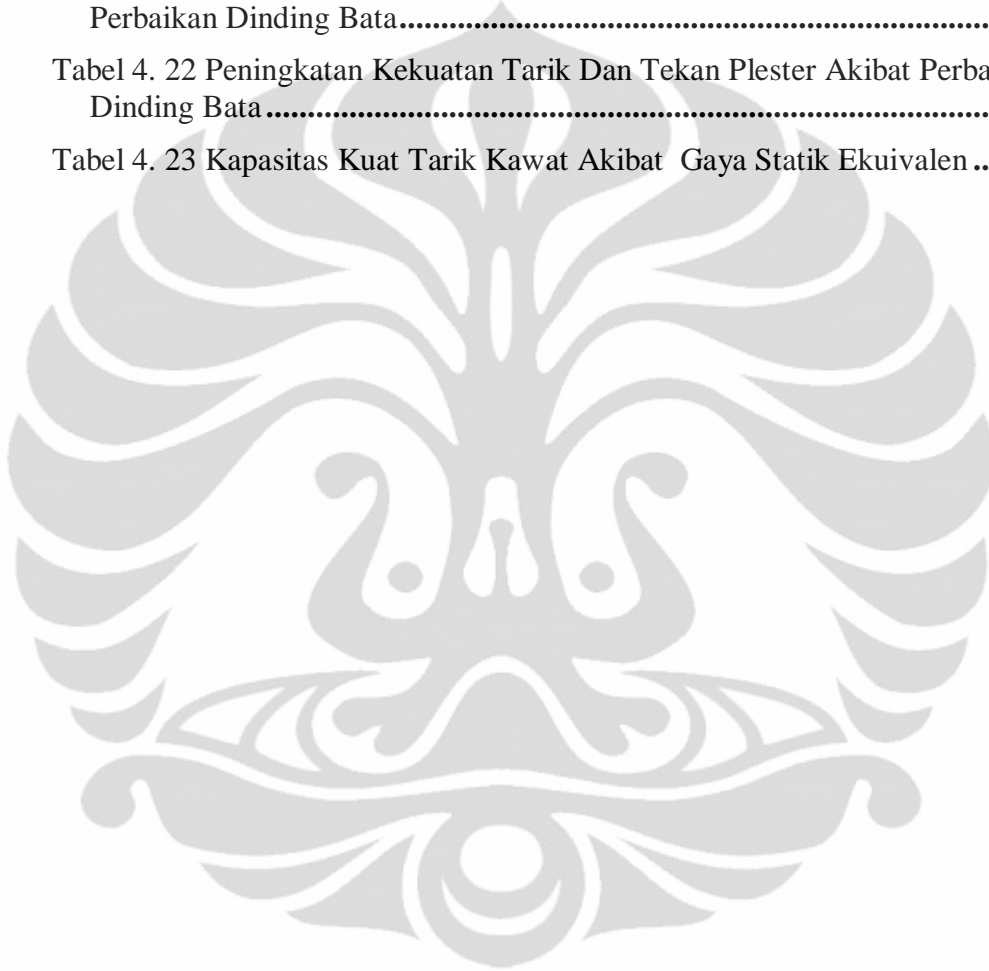 Perbaikan Dinding Bata.......................................................................................
Tabel 4. 22 Peningkatan Kekuatan Tarik Dan Tekan Plester Akibat Perba
Dinding Bata.......................................................................................................
Tabel 4. 23 Kapasitas Kuat Tarik Kawat Akibat Gaya Statik Ekuivalen..